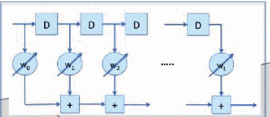 D D D D
w₀ w₁ w₂ ..... wₗ
+ + +